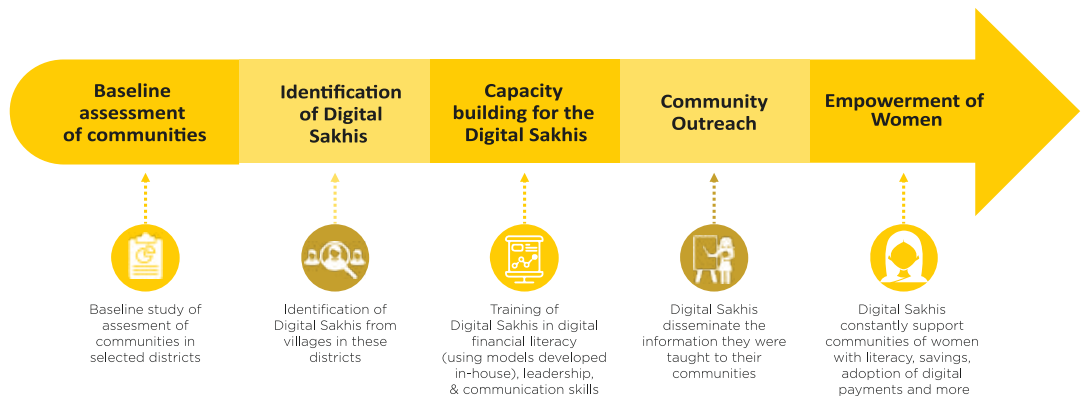 Baseline
assessment
of communities
Identification
of Digital
Sakhis
Capacity
building for the
Digital Sakhis
Community
Outreach
Empowerment of
Women
Baseline study of
assesment of
communities in
selected districts
Identification of
Digital Sakhis from
villages in these
districts
Training of
Digital Sakhis in digital
financial literacy
(using models developed
in-house), leadership,
& communication skills
Digital Sakhis
disseminate the
information they were
taught to their
communities
Digital Sakhis
constantly support
communities of women
with literacy, savings,
adoption of digital
payments and more